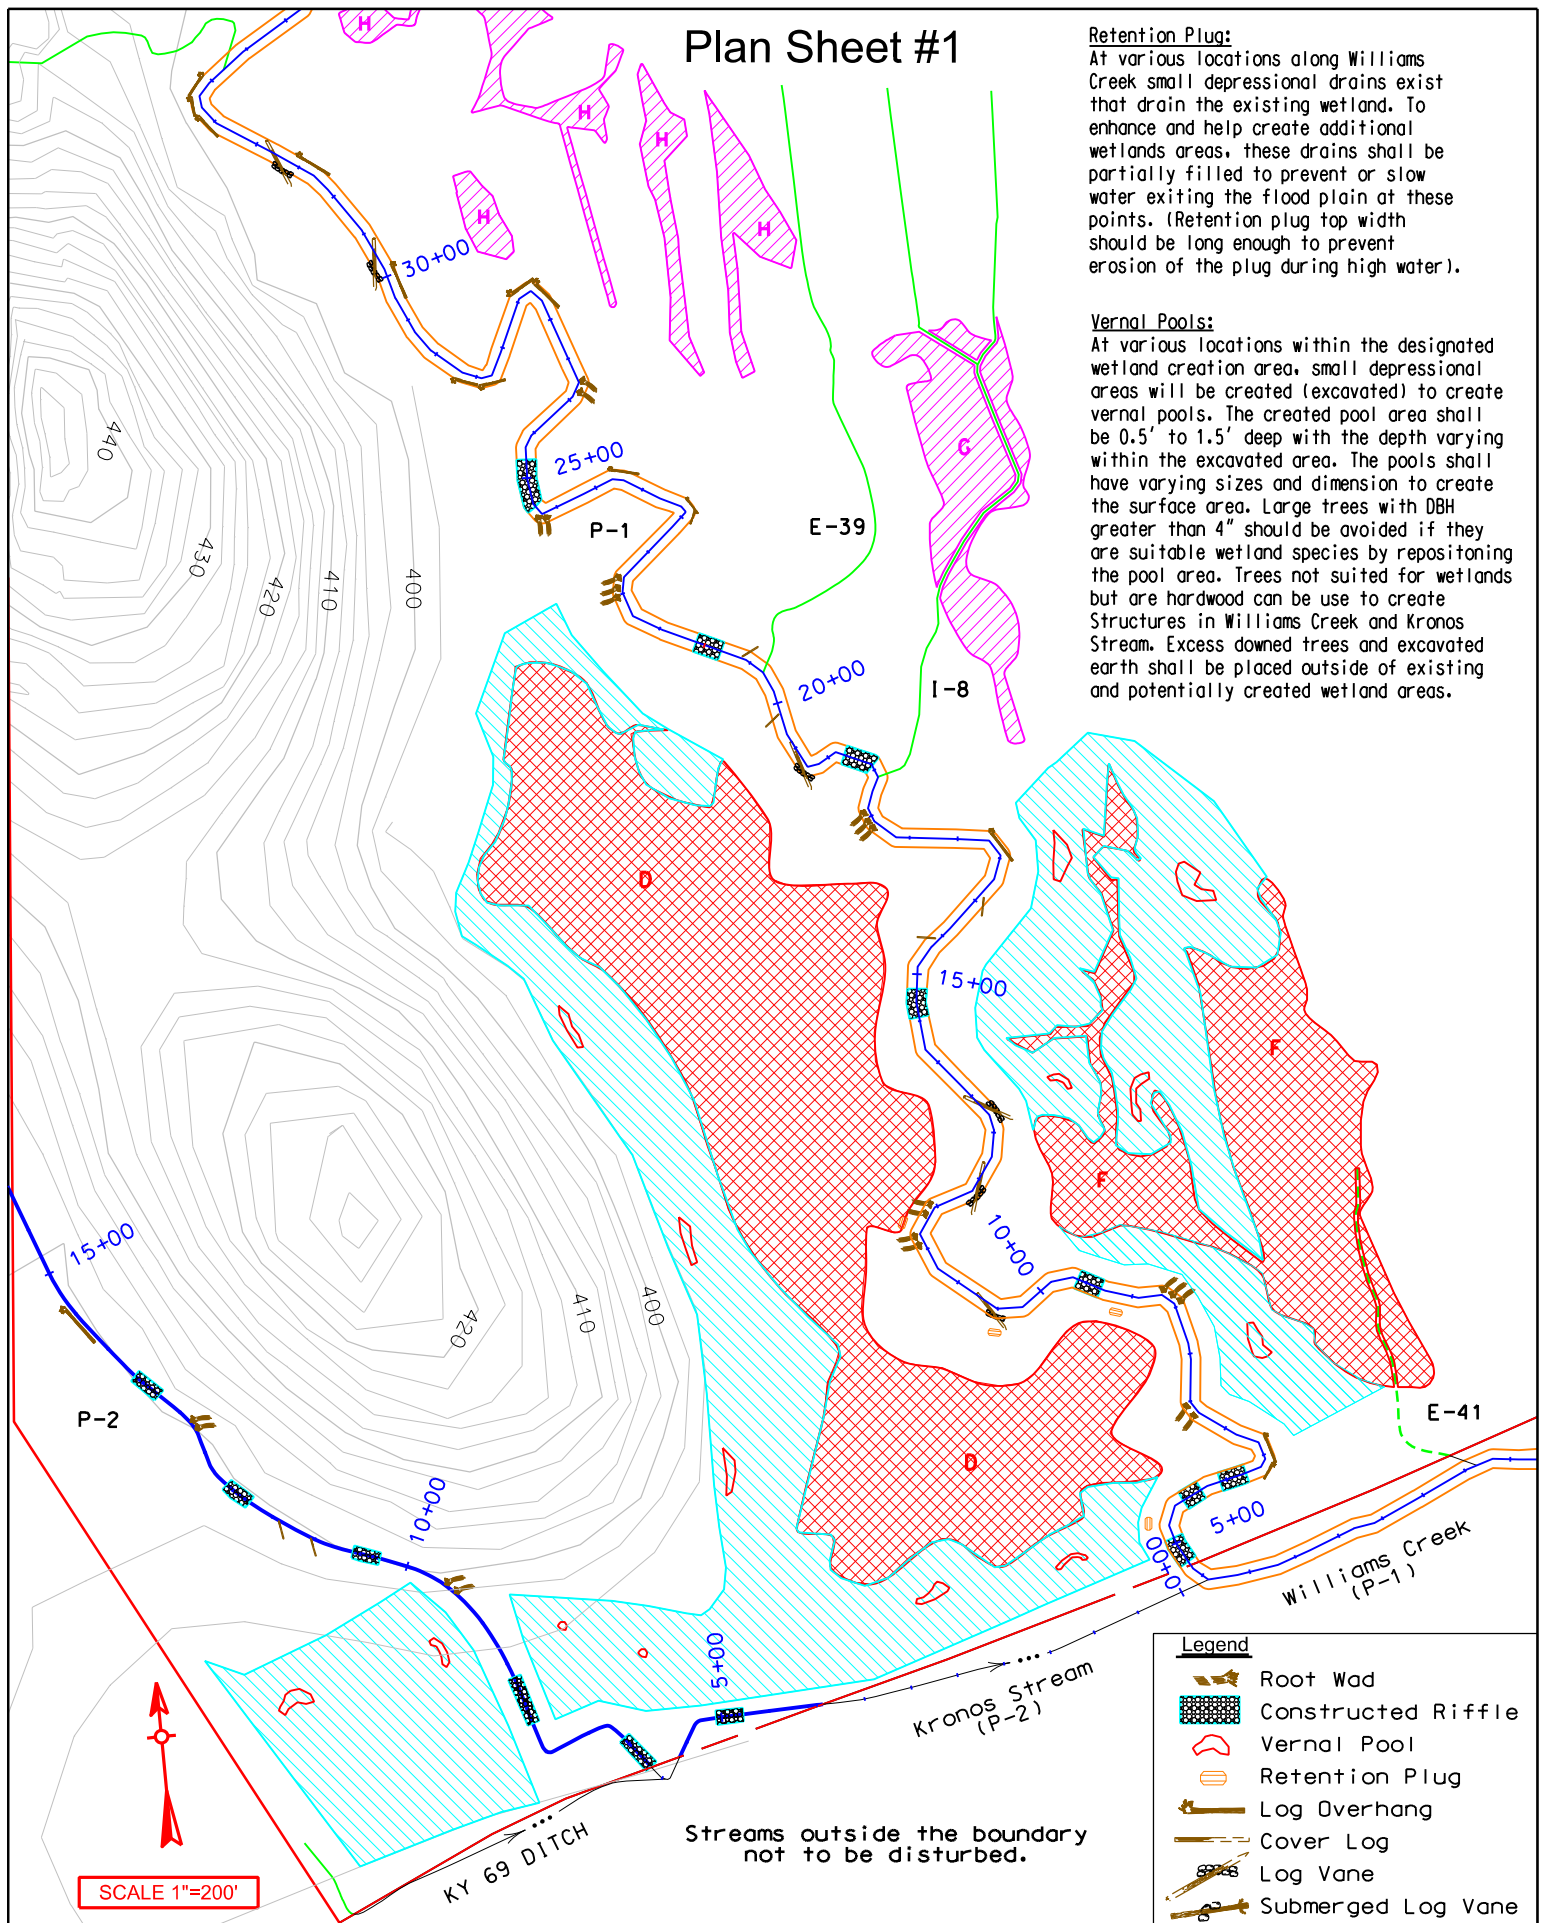 Plan Sheet #1
Retention Plug:
At various locations along Williams
Creek small depressional drains exist
that drain the existing wetland. To
enhance and help create additional
wetlands areas, these drains shall be
partially filled to prevent or slow
water exiting the flood plain at these
points. (Retention plug top width
should be long enough to prevent
erosion of the plug during high water).
Vernal Pools:
At various locations within the designated
wetland creation area, small depressional
areas will be created (excavated) to create
vernal pools. The created pool area shall
be 0.5' to 1.5' deep with the depth varying
within the excavated area. The pools shall
have varying sizes and dimension to create
the surface area. Large trees with DBH
greater than 4" should be avoided if they
are suitable wetland species by repositoning
the pool area. Trees not suited for wetlands
but are hardwood can be use to create
Structures in Williams Creek and Kronos
Stream. Excess downed trees and excavated
earth shall be placed outside of existing
and potentially created wetland areas.
H
H
H
H
H
30+00
440
G
25+00
P-1
E-39
430
420
410
400
20+00
I-8
D
15+00
F
F
10+00
15+00
400
410
420
P-2
E-41
D
10+00
5+00
0+00
Williams Creek
(P-1)
5+00
Kronos Stream
(P-2)
KY 69 DITCH
Streams outside the boundary
not to be disturbed.
SCALE 1"=200'
Legend
Root Wad
Constructed Riffle
Vernal Pool
Retention Plug
Log Overhang
Cover Log
Log Vane
Submerged Log Vane